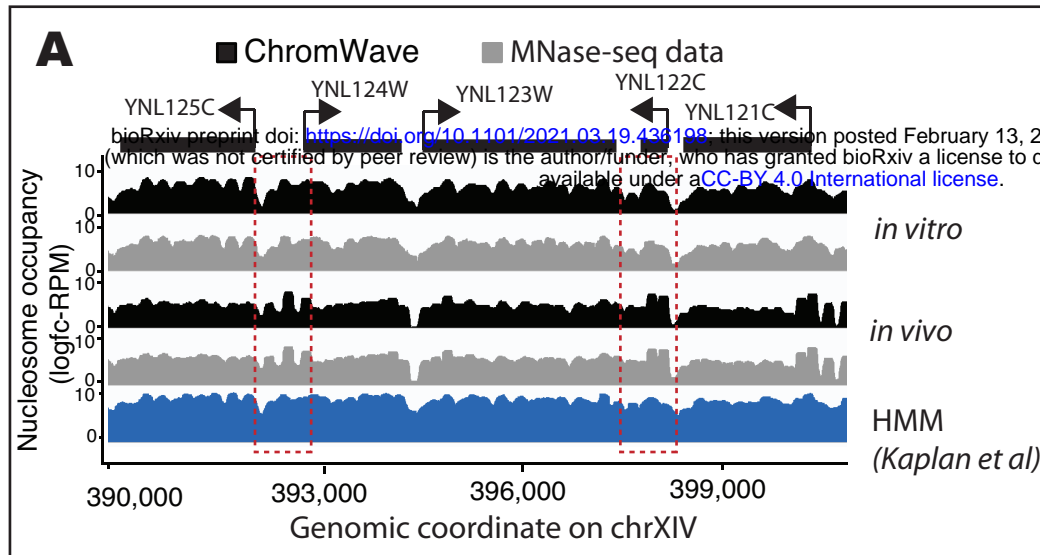 A
ChromWave MNase-seq data
YNL125C YNL124W YNL123W YNL122C YNL121C
bioRxiv preprint doi: https://doi.org/10.1101/2021.03.19.436198; this version posted February 13, 2
(which was not certified by peer review) is the author/funder, who has granted bioRxiv a license to
available under aCC-BY 4.0 International license.
Nucleosome occupancy
(logfc-RPM)
10
0
10
0
in vitro
10
0
10
0
in vivo
10
0
HMM
(Kaplan et al)
390,000 393,000 396,000 399,000
Genomic coordinate on chrXIV